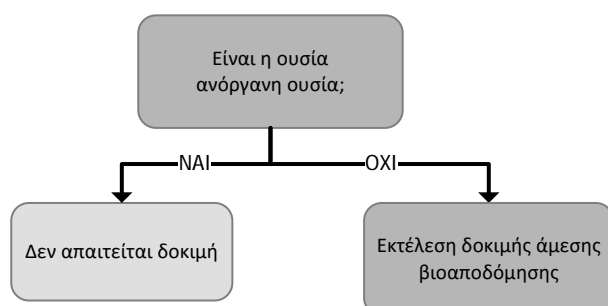 Είναι η ουσία
ανόργανη ουσία;
ΝΑΙ
ΟΧΙ
Δεν απαιτείται δοκιμή
Εκτέλεση δοκιμής άμεσης
βιοαποδόμησης